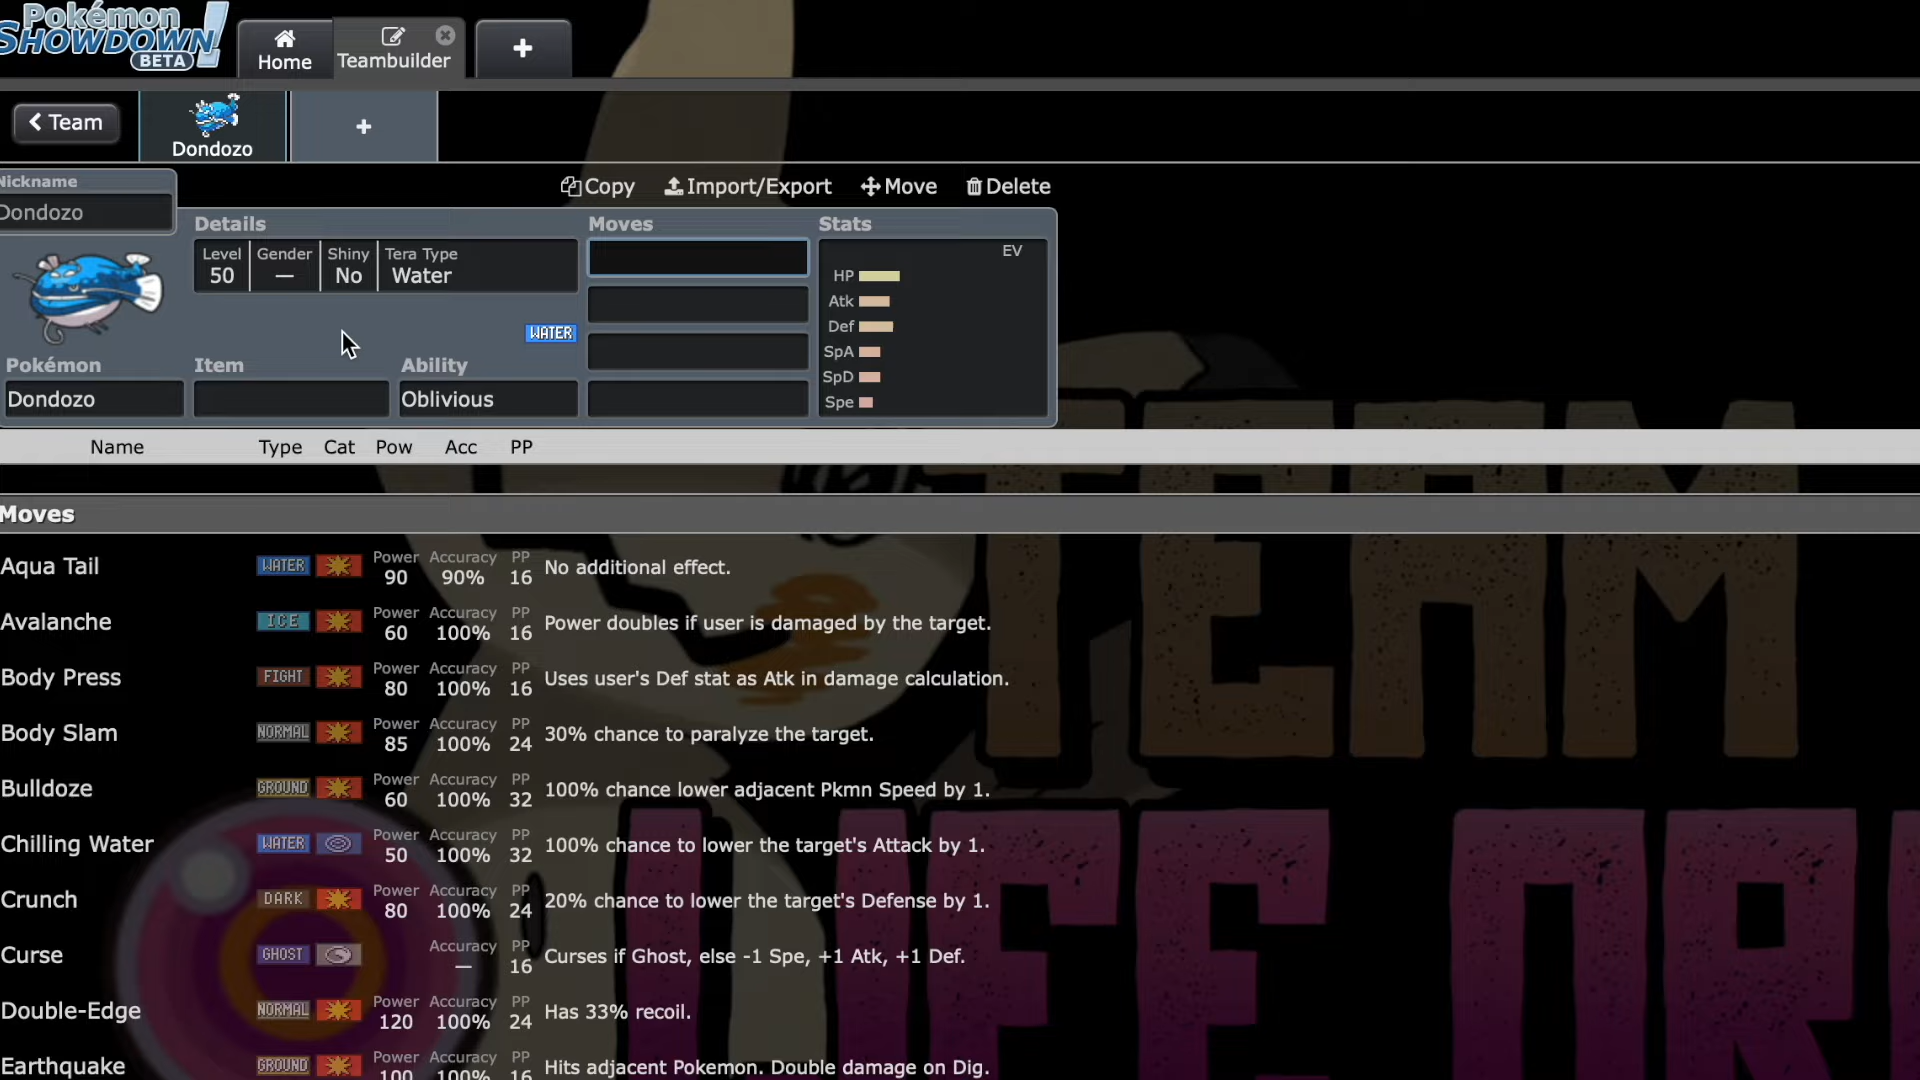 Pokémon
SHOWDOWN!
BETA
Home
Teambuilder
+
Team
Dondozo
+
Nickname
Dondozo
Copy
Import/Export
Move
Delete
Details
Moves
Stats
Level
50
Gender
—
Shiny
No
Tera Type
Water
EV
HP
Atk
Def
SpA
SpD
Spe
WATER
Pokémon
Item
Ability
Dondozo
Oblivious
Name Type Cat Pow Acc PP
Moves
Aqua Tail WATER Power 90 Accuracy 90% PP 16 No additional effect.
Avalanche ICE Power 60 Accuracy 100% PP 16 Power doubles if user is damaged by the target.
Body Press FIGHT Power 80 Accuracy 100% PP 16 Uses user's Def stat as Atk in damage calculation.
Body Slam NORMAL Power 85 Accuracy 100% PP 24 30% chance to paralyze the target.
Bulldoze GROUND Power 60 Accuracy 100% PP 32 100% chance lower adjacent Pkmn Speed by 1.
Chilling Water WATER Power 50 Accuracy 100% PP 32 100% chance to lower the target's Attack by 1.
Crunch DARK Power 80 Accuracy 100% PP 24 20% chance to lower the target's Defense by 1.
Curse GHOST Accuracy — PP 16 Curses if Ghost, else -1 Spe, +1 Atk, +1 Def.
Double-Edge NORMAL Power 120 Accuracy 100% PP 24 Has 33% recoil.
Earthquake GROUND Power 100 Accuracy 100% PP 16 Hits adjacent Pokemon. Double damage on Dig.
TEAM